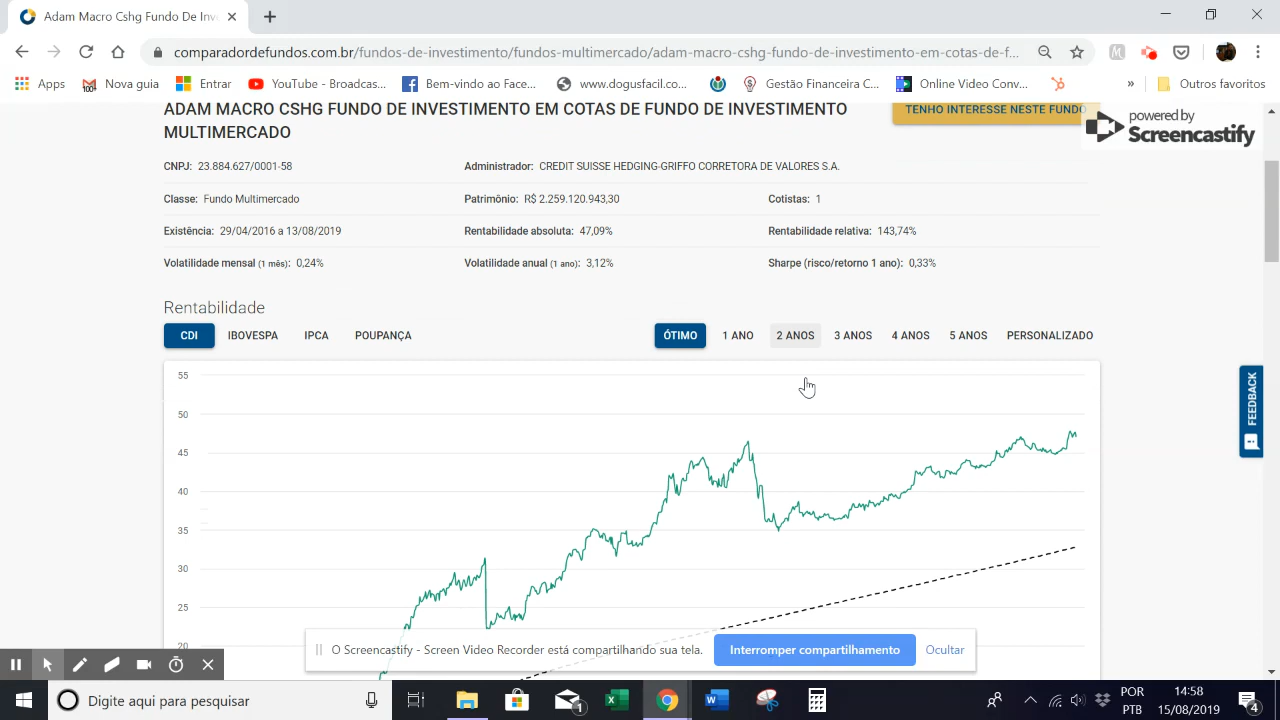 Adam Macro Cshg Fundo De Inv
comparadordefundos.com.br/fundos-de-investimento/fundos-multimercado/adam-macro-cshg-fundo-de-investimento-em-cotas-de-f...
M
Apps
100
Nova guia
Entrar
YouTube - Broadcas...
Bem-vindo ao Face...
www.dogusfacil.co...
Gestão Financeira C...
Online Video Conv...
»
Outros favoritos
ADAM MACRO CSHG FUNDO DE INVESTIMENTO EM COTAS DE FUNDO DE INVESTIMENTO
MULTIMERCADO
TENHO INTERESSE NESTE FUNDO
powered by
Screencastify
CNPJ: 23.884.627/0001-58
Administrador: CREDIT SUISSE HEDGING-GRIFFO CORRETORA DE VALORES S.A.
Classe: Fundo Multimercado
Patrimônio: R$ 2.259.120.943,30
Cotistas: 1
Existência: 29/04/2016 a 13/08/2019
Rentabilidade absoluta: 47,09%
Rentabilidade relativa: 143,74%
Volatilidade mensal (1 mês): 0,24%
Volatilidade anual (1 ano): 3,12%
Sharpe (risco/retorno 1 ano): 0,33%
Rentabilidade
CDI
IBOVESPA
IPCA
POUPANÇA
ÓTIMO
1 ANO
2 ANOS
3 ANOS
4 ANOS
5 ANOS
PERSONALIZADO
55
50
45
40
35
30
25
20
FEEDBACK
O Screencastify - Screen Video Recorder está compartilhando sua tela.
Interromper compartilhamento
Ocultar
Digite aqui para pesquisar
1
POR
PTB
14:58
15/08/2019
4